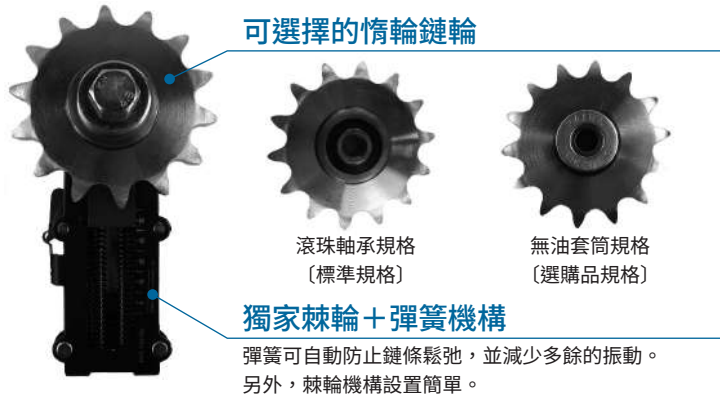 可選擇的惰輪鏈輪
滾珠軸承規格
〔標準規格〕
無油套筒規格
〔選購品規格〕
獨家棘輪＋彈簧機構
彈簧可自動防止鏈條鬆弛，並減少多餘的振動。
另外，棘輪機構設置簡單。